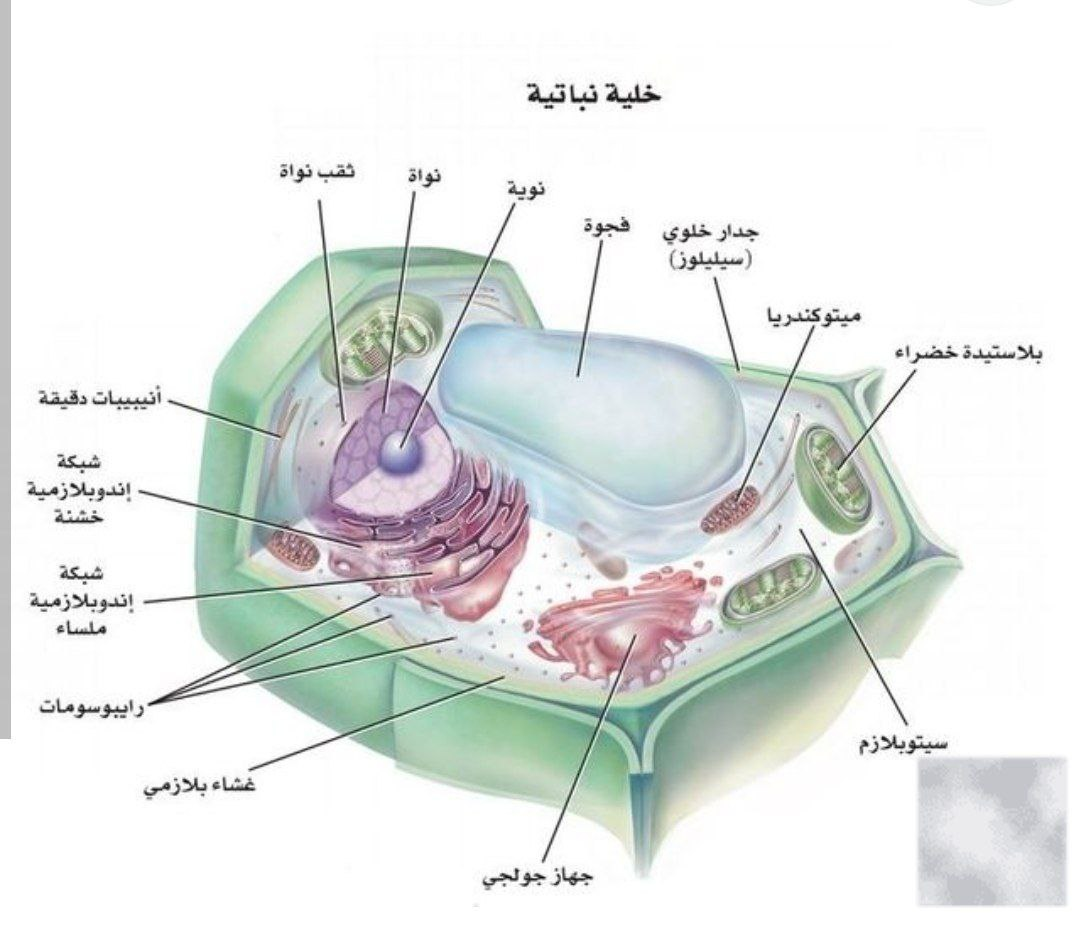 خلية نباتية
ثقب نواة
نواة
نوية
فجوة
جدار خلوي
(سيليلوز)
ميتوكندريا
بلاستيدة خضراء
أنيبيبات دقيقة
شبكة
إندوبلازمية
خشنة
شبكة
إندوبلازمية
ملساء
رايبوسومات
غشاء بلازمي
سيتوبلازم
جهاز جولجي